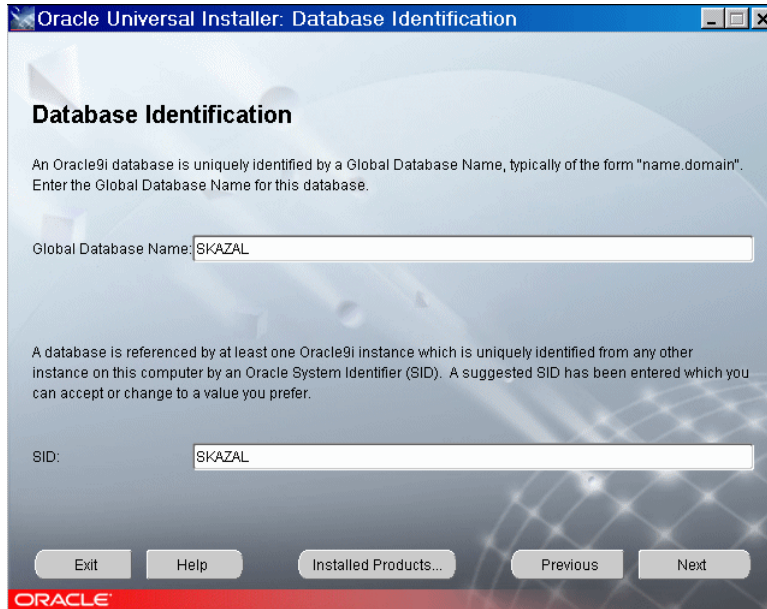 Oracle Universal Installer: Database Identification
Database Identification
An Oracle9i database is uniquely identified by a Global Database Name, typically of the form "name.domain".
Enter the Global Database Name for this database.
Global Database Name: SKAZAL
A database is referenced by at least one Oracle9i instance which is uniquely identified from any other
instance on this computer by an Oracle System Identifier (SID). A suggested SID has been entered which you
can accept or change to a value you prefer.
SID: SKAZAL
Exit Help Installed Products... Previous Next
ORACLE